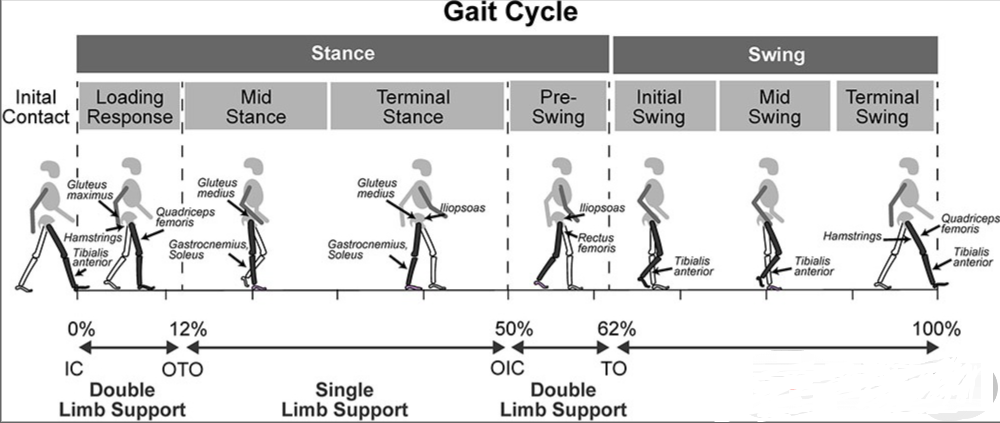 Gait Cycle
Stance
Swing
Inital
Contact
Loading
Response
Mid
Stance
Terminal
Stance
Pre-
Swing
Initial
Swing
Mid
Swing
Terminal
Swing
Gluteus
maximus
Quadriceps
femoris
Hamstrings
Tibialis
anterior
Gluteus
medius
Gastrocnemius,
Soleus
Gluteus
medius
Iliopsoas
Gastrocnemius,
Soleus
Iliopsoas
Rectus
femoris
Tibialis
anterior
Tibialis
anterior
Hamstrings
Quadriceps
femoris
Tibialis
anterior
0%
12%
50%
62%
100%
IC
OTO
OIC
TO
Double
Limb Support
Single
Limb Support
Double
Limb Support